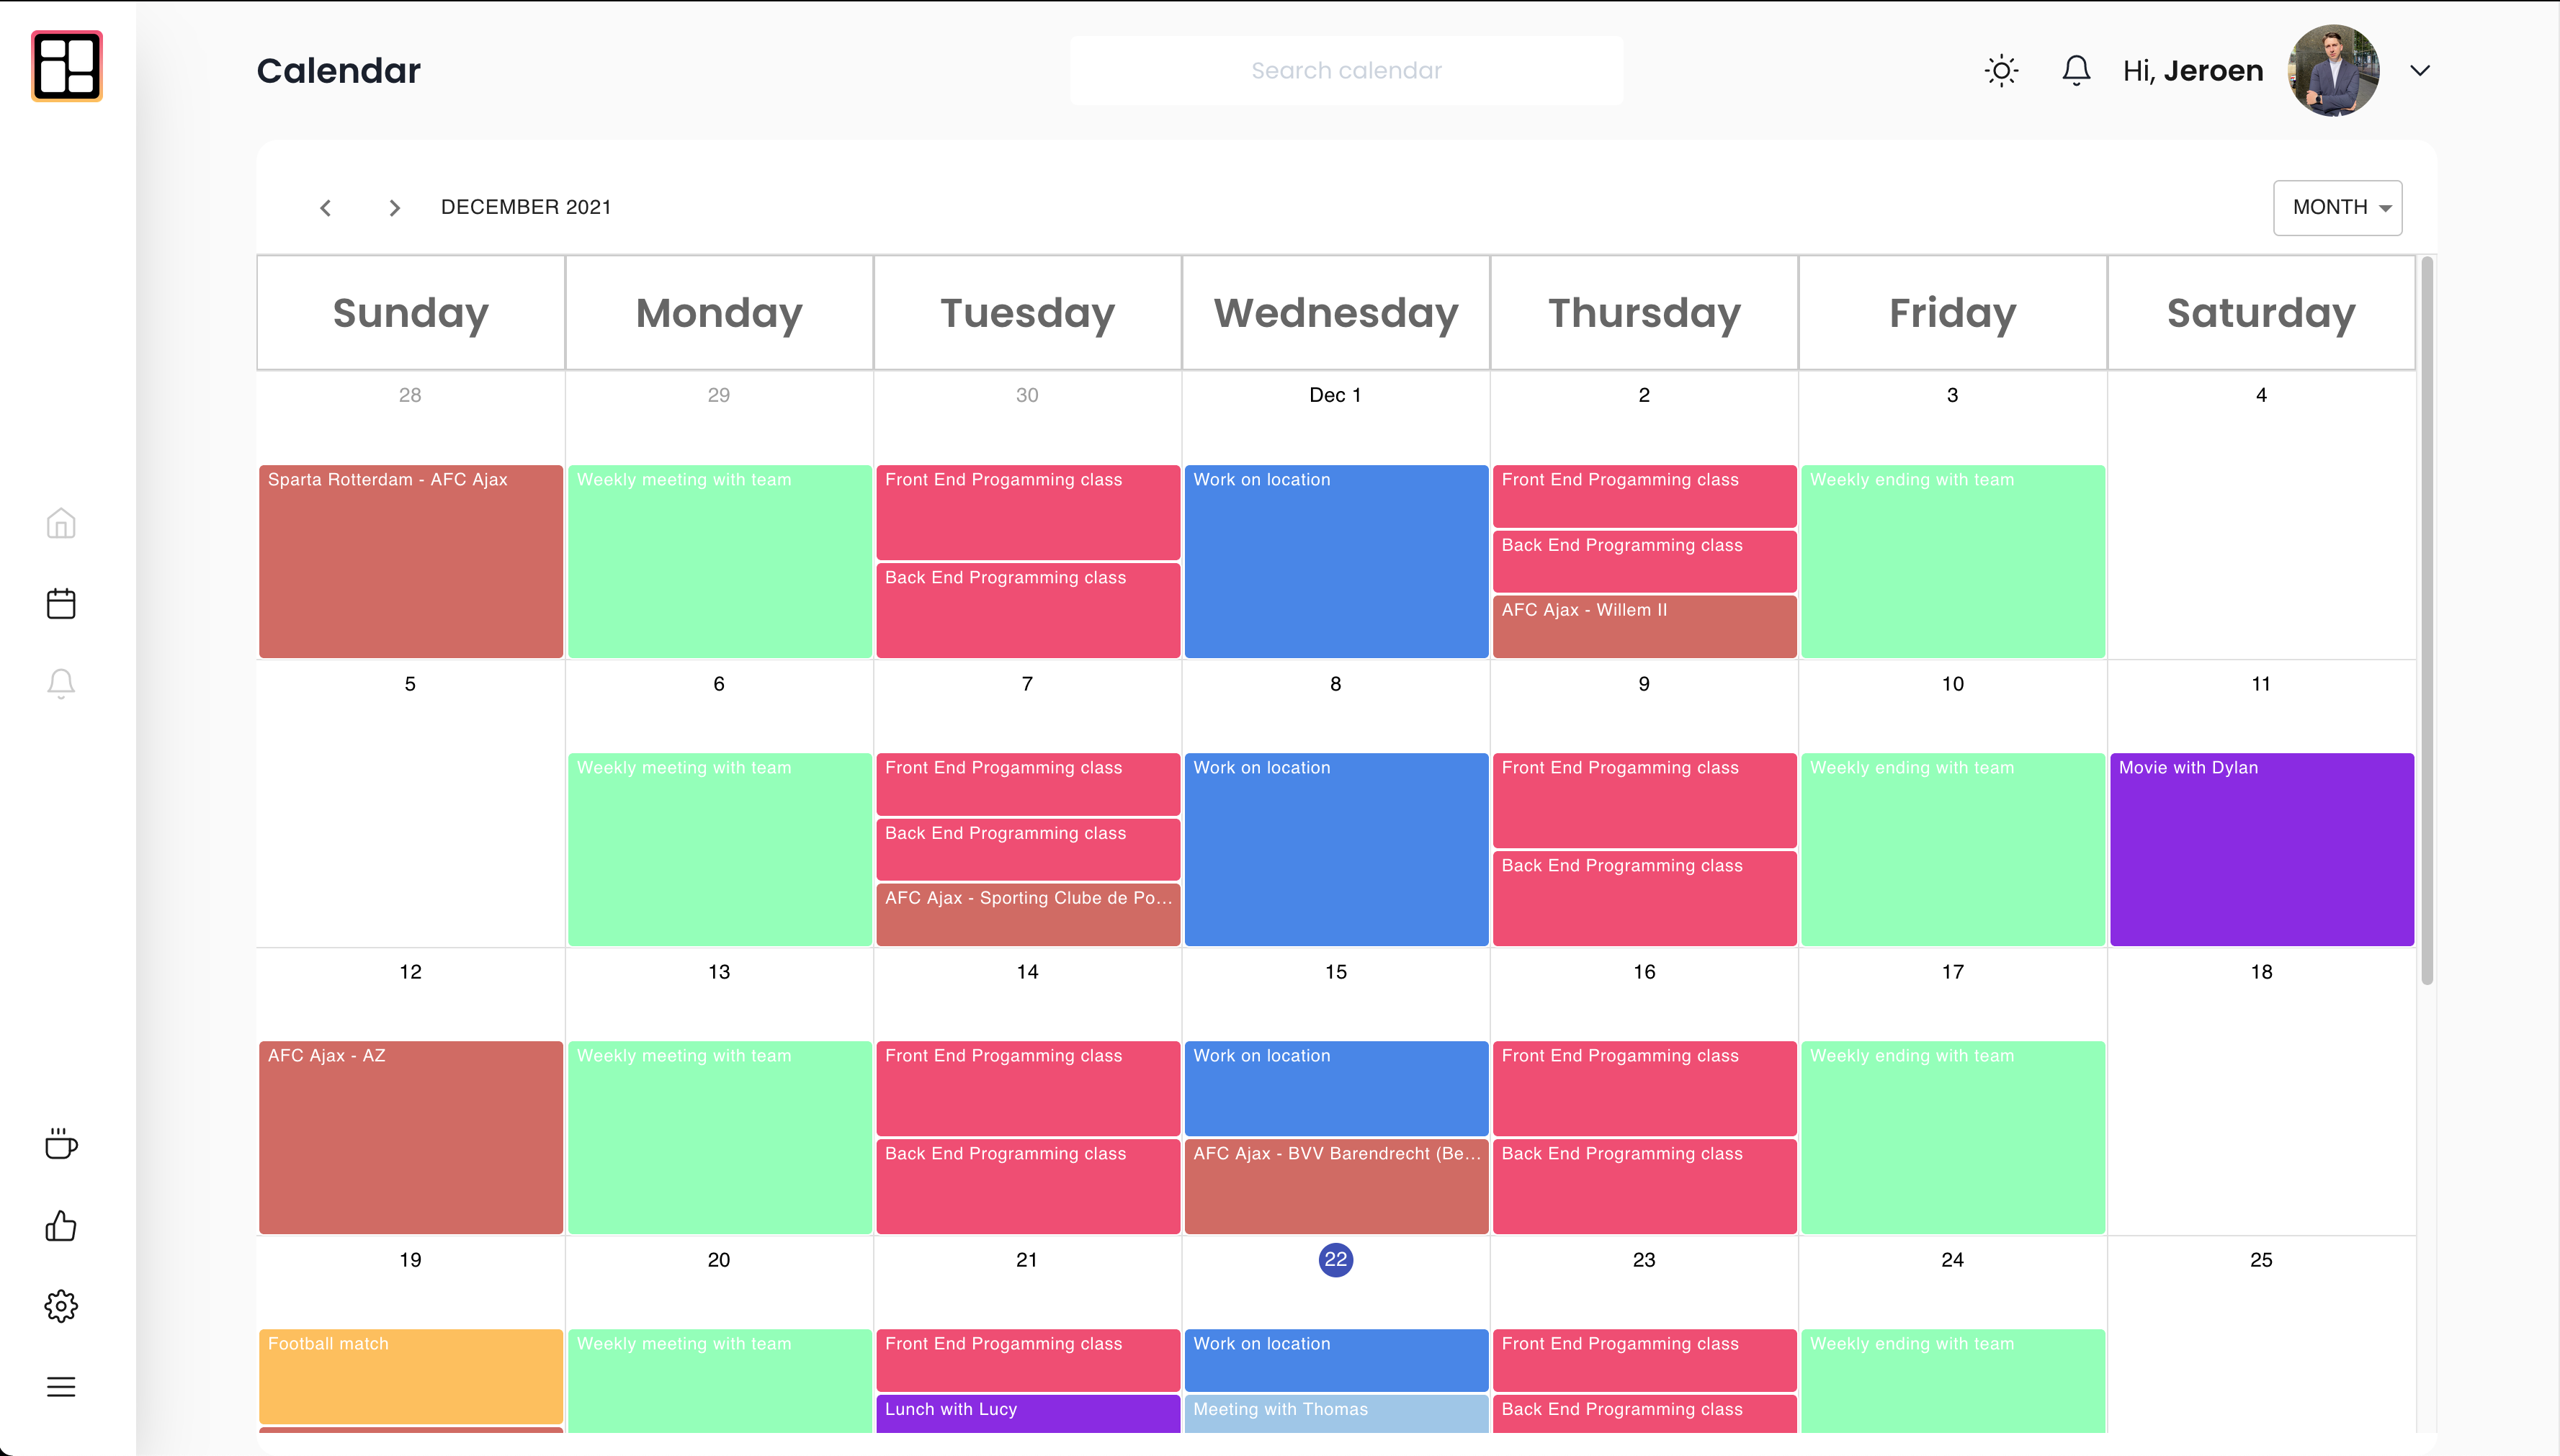 Calendar
Search calendar
Hi, Jeroen
DECEMBER 2021
MONTH
Sunday Monday Tuesday Wednesday Thursday Friday Saturday
28 29 30 Dec 1 2 3 4
Sparta Rotterdam - AFC Ajax
Weekly meeting with team
Front End Progamming class
Back End Programming class
Work on location
Front End Progamming class
Back End Programming class
AFC Ajax - Willem II
Weekly ending with team
5 6 7 8 9 10 11
Weekly meeting with team
Front End Progamming class
Back End Programming class
AFC Ajax - Sporting Clube de Po...
Work on location
Front End Progamming class
Back End Programming class
Weekly ending with team
Movie with Dylan
12 13 14 15 16 17 18
AFC Ajax - AZ
Weekly meeting with team
Front End Progamming class
Back End Programming class
Work on location
AFC Ajax - BVV Barendrecht (Be...
Front End Progamming class
Back End Programming class
Weekly ending with team
19 20 21 22 23 24 25
Football match
Weekly meeting with team
Front End Progamming class
Lunch with Lucy
Work on location
Meeting with Thomas
Front End Progamming class
Back End Programming class
Weekly ending with team